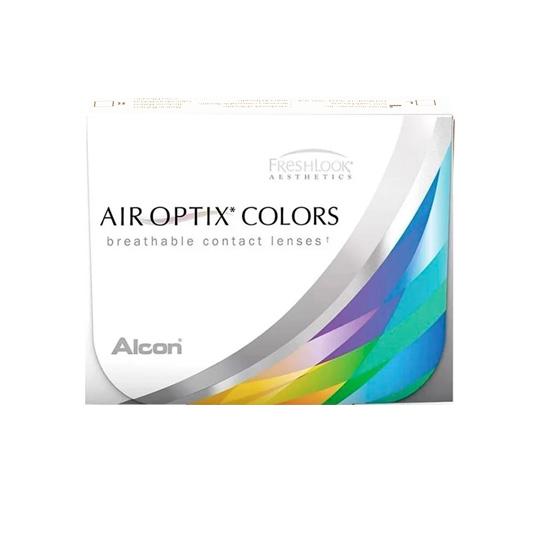 FRESHLOOK®
AESTHETICS
AIR OPTIX* COLORS
breathable contact lenses†
Alcon®